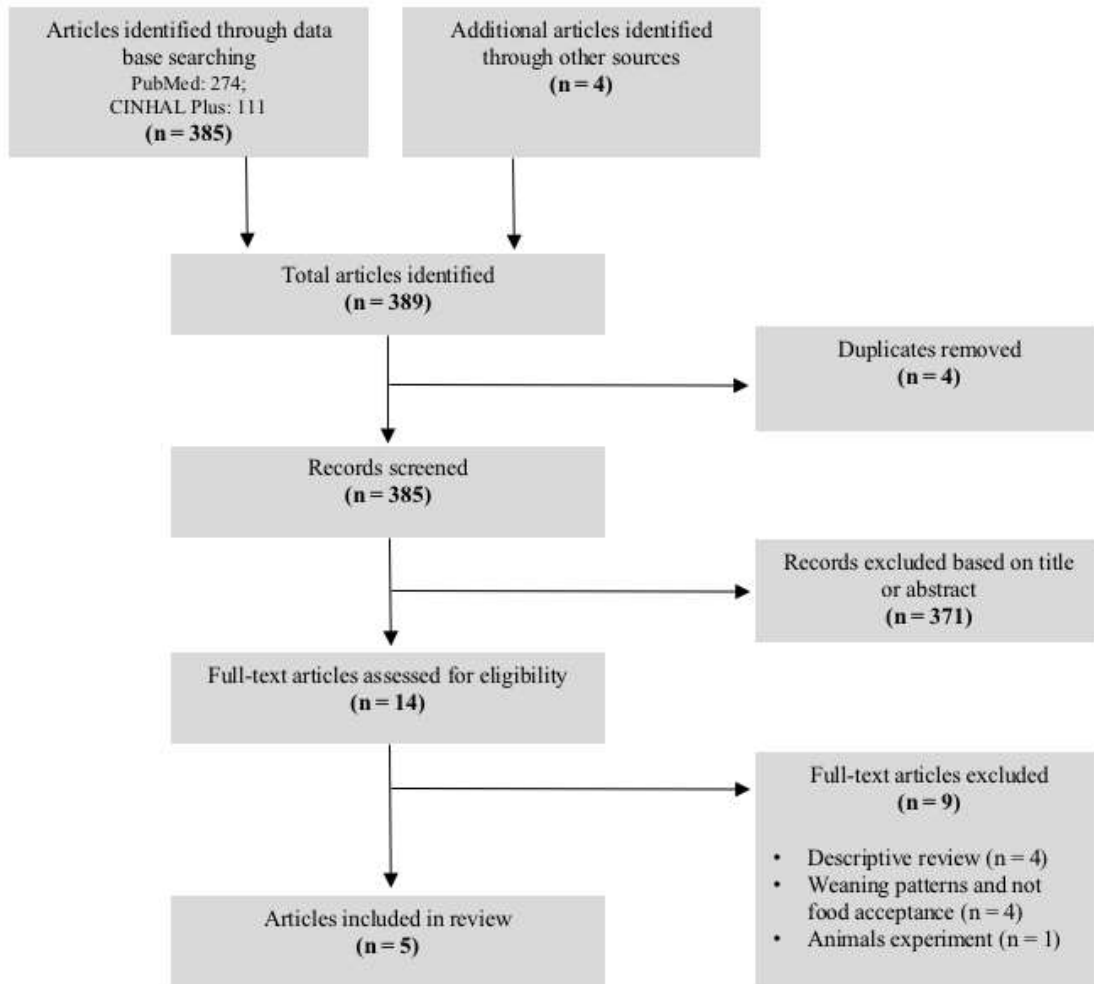 Articles identified through data
base searching
PubMed: 274;
CINHAL Plus: 111
(n = 385)
Additional articles identified
through other sources
(n = 4)
Total articles identified
(n = 389)
Duplicates removed
(n = 4)
Records screened
(n = 385)
Records excluded based on title
or abstract
(n = 371)
Full-text articles assessed for eligibility
(n = 14)
Full-text articles excluded
(n = 9)
• Descriptive review (n = 4)
• Weaning patterns and not
food acceptance (n = 4)
• Animals experiment (n = 1)
Articles included in review
(n = 5)